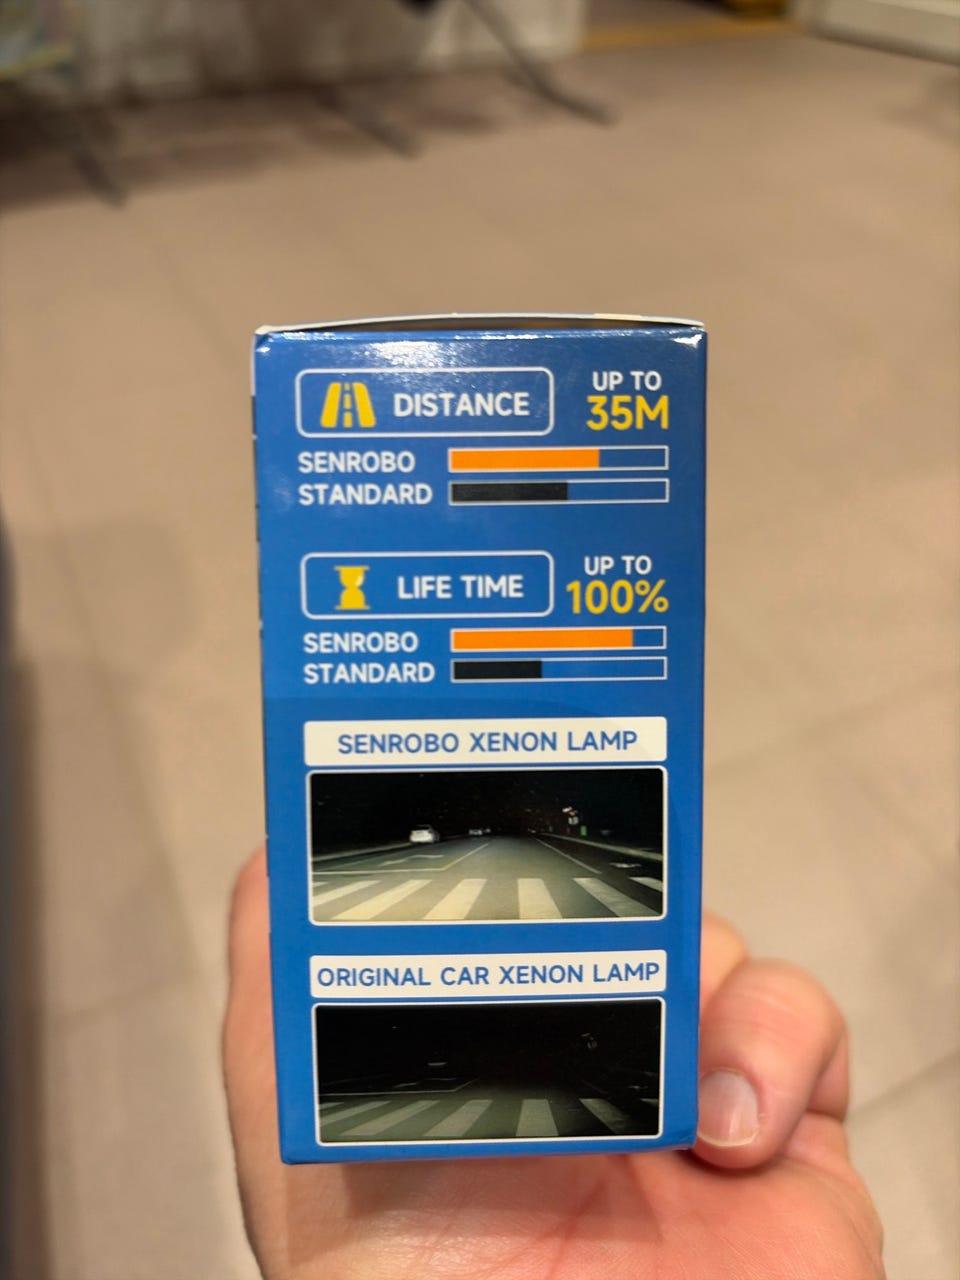 DISTANCE
UP TO
35M
SENROBO
STANDARD
LIFE TIME
UP TO
100%
SENROBO
STANDARD
SENROBO XENON LAMP
ORIGINAL CAR XENON LAMP